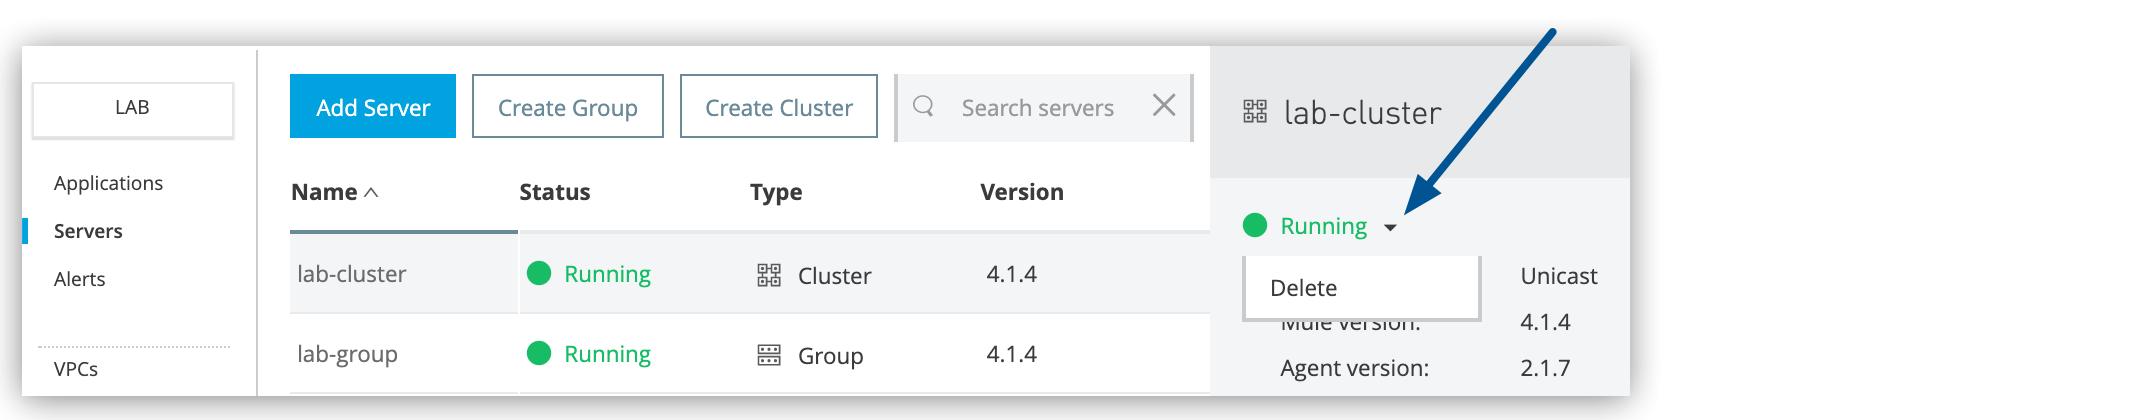 LAB
Applications
Servers
Alerts
VPCs
Add Server
Create Group
Create Cluster
Search servers
Name Status Type Version
lab-cluster Running Cluster 4.1.4
lab-group Running Group 4.1.4
lab-cluster
Running
Delete
Unicast
Mule version: 4.1.4
Agent version: 2.1.7